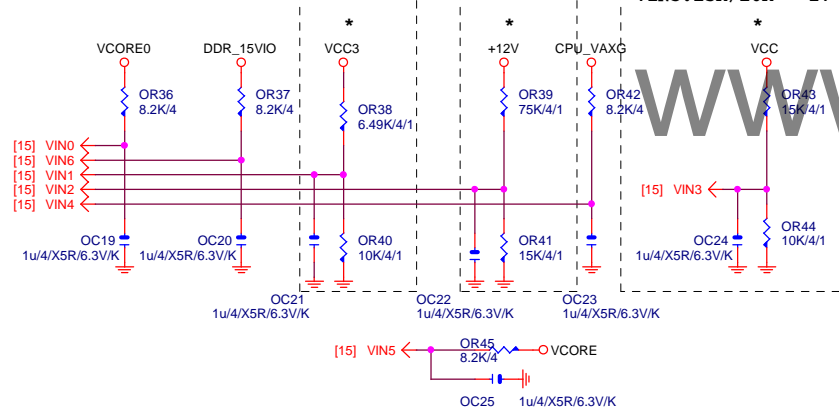 *
*
*
VCORE0
DDR_15VIO
VCC3
+12V
CPU_VAXG
VCC
WWW
OR36
8.2K/4
OR37
8.2K/4
OR38
6.49K/4/1
OR39
75K/4/1
OR42
8.2K/4
OR43
15K/4/1
[15] VIN0
[15] VIN6
[15] VIN1
[15] VIN2
[15] VIN4
[15] VIN3
OC19
1u/4/X5R/6.3V/K
OC20
1u/4/X5R/6.3V/K
OR40
10K/4/1
OR41
15K/4/1
OC24
1u/4/X5R/6.3V/K
OR44
10K/4/1
OC21
1u/4/X5R/6.3V/K
OC22
1u/4/X5R/6.3V/K
OC23
1u/4/X5R/6.3V/K
[15] VIN5
OR45
8.2K/4
VCORE
OC25
1u/4/X5R/6.3V/K